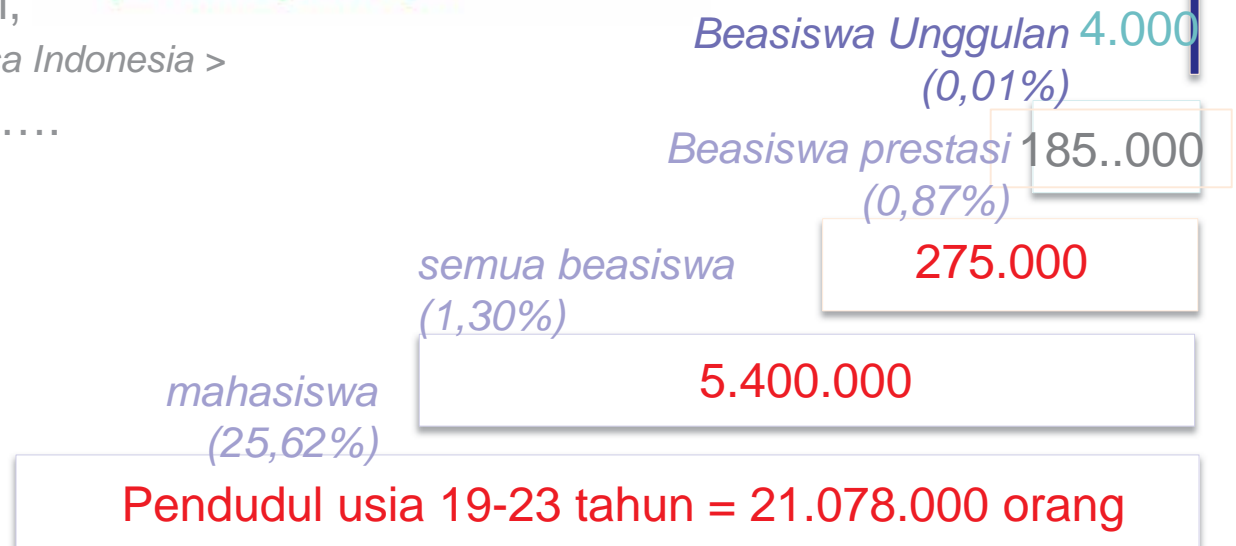 a Indonesia >
….
Beasiswa Unggulan 4.000
(0,01%)
Beasiswa prestasi 185..000
(0,87%)
semua beasiswa 275.000
(1,30%)
mahasiswa 5.400.000
(25,62%)
Pendudul usia 19-23 tahun = 21.078.000 orang